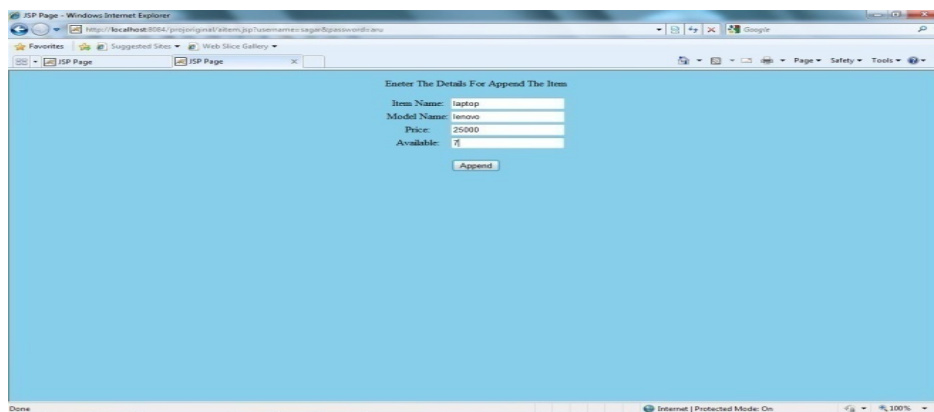 JSP Page - Windows Internet Explorer
http://localhost:8084/projoriginal/aitem.jsp?username=sagar&password=anu
Google
Favorites Suggested Sites Web Slice Gallery
JSP Page JSP Page Page Safety Tools
Eneter The Details For Append The Item
Item Name: laptop
Model Name: lenovo
Price: 25000
Available: 7
Append
Done Internet | Protected Mode: On 100%